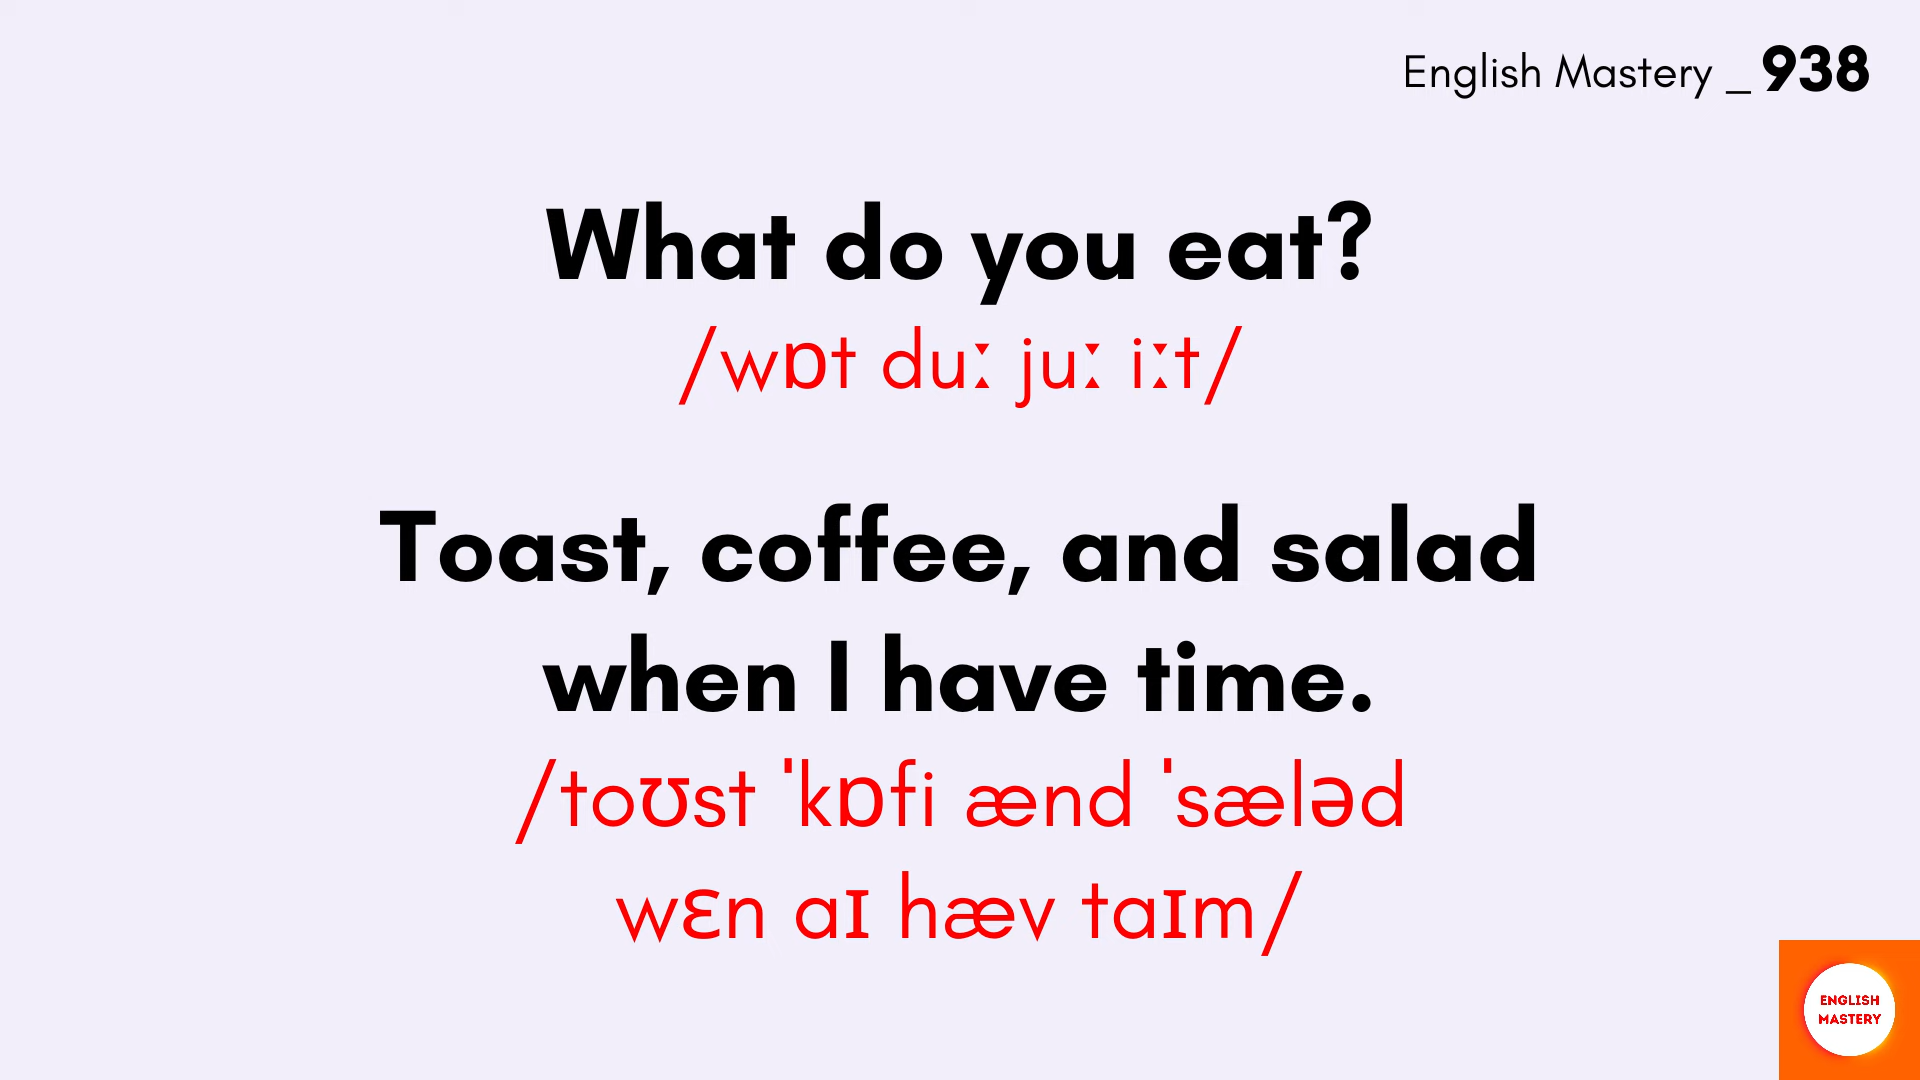 English Mastery _ 938
What do you eat?
/wɒt duː juː iːt/
Toast, coffee, and salad
when I have time.
/toʊst ˈkɒfi ænd ˈsæləd
wɛn aɪ hæv taɪm/
ENGLISH
MASTERY